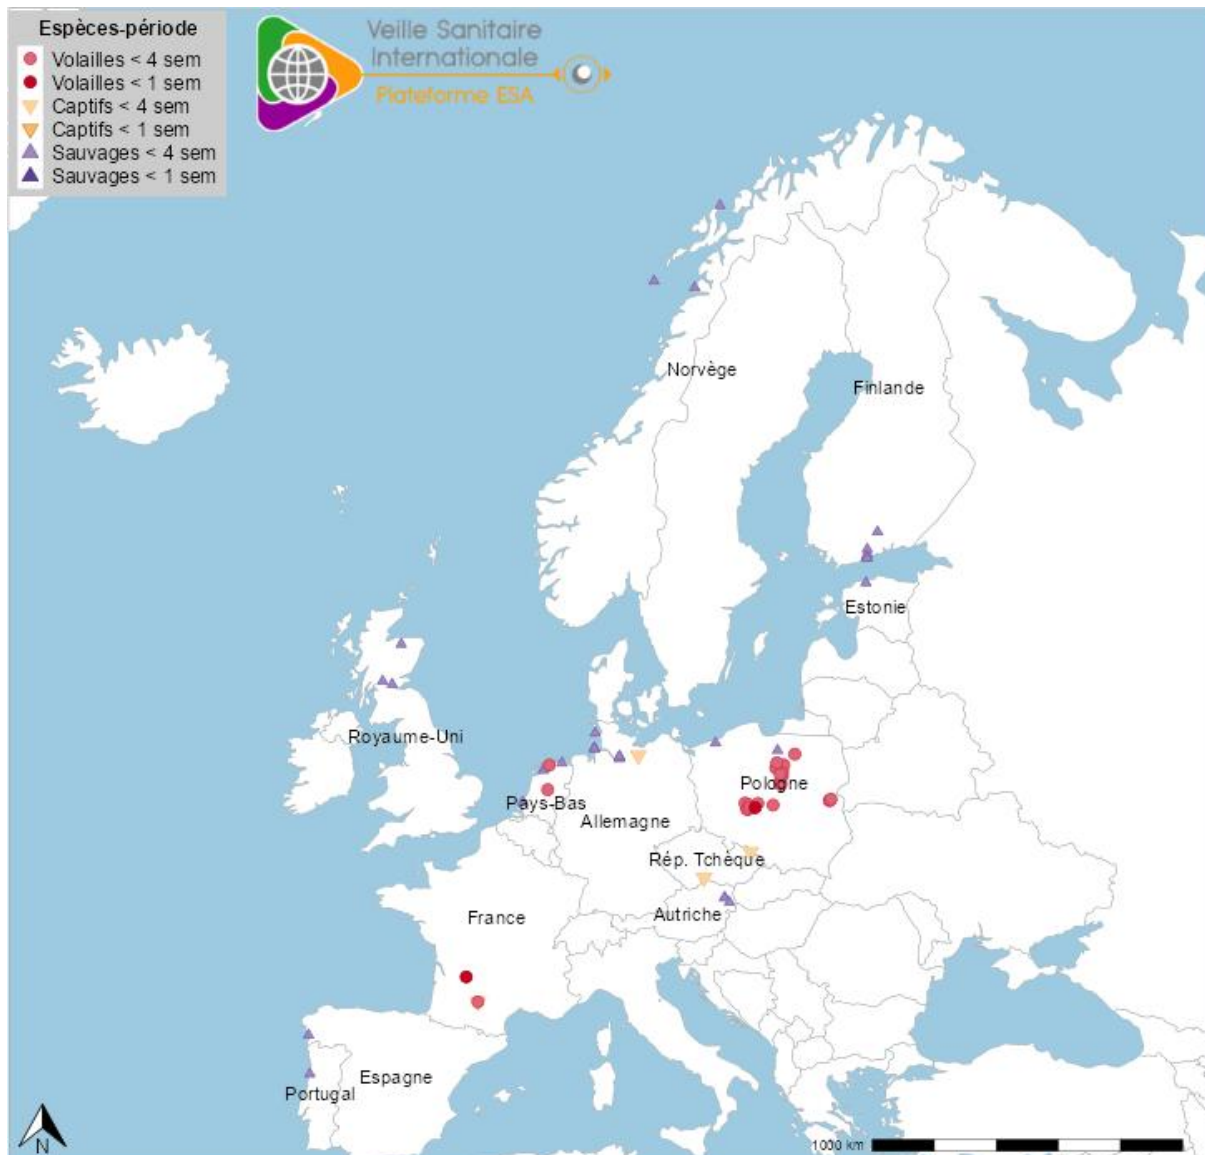 Espèces-période
Volailles < 4 sem
Volailles < 1 sem
Captifs < 4 sem
Captifs < 1 sem
Sauvages < 4 sem
Sauvages < 1 sem
Veille Sanitaire
Internationale
Plateforme ESA
Norvège
Finlande
Estonie
Royaume-Uni
Pologne
Pays-Bas
Allemagne
Rép. Tchèque
Autriche
France
Espagne
Portugal
N
1000 km